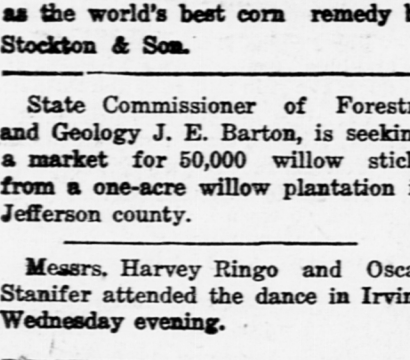 as the world's best corn remedy
Stockton & Son.
State Commissioner of Forest
and Geology J. E. Barton, is seekin
a market for 50,000 willow stic
from a one-acre willow plantation
Jefferson county.
Messrs. Harvey Ringo and Osca
Stanifer attended the dance in Irvin
Wednesday evening.